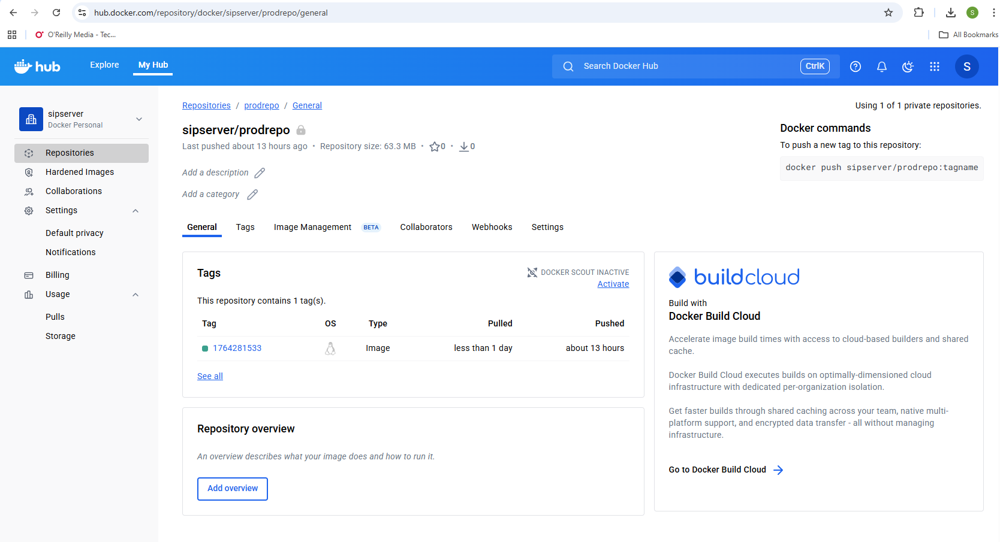 hub.docker.com/repository/docker/sipserver/prodrepo/general
S
O'Reilly Media - Tec...
All Bookmarks
hub
Explore
My Hub
Search Docker Hub
CtrlK
S
sipserver
Docker Personal
Repositories
Hardened Images
Collaborations
Settings
Default privacy
Notifications
Billing
Usage
Pulls
Storage
Repositories / prodrepo / General
Using 1 of 1 private repositories.
sipserver/prodrepo
Last pushed about 13 hours ago • Repository size: 63.3 MB • 0 • 0
Add a description
Add a category
Docker commands
To push a new tag to this repository:
docker push sipserver/prodrepo:tagname
General
Tags
Image Management BETA
Collaborators
Webhooks
Settings
Tags
DOCKER SCOUT INACTIVE
Activate
This repository contains 1 tag(s).
Tag OS Type Pulled Pushed
1764281533 Image less than 1 day about 13 hours
See all
Repository overview
An overview describes what your image does and how to run it.
Add overview
buildcloud
Build with
Docker Build Cloud
Accelerate image build times with access to cloud-based builders and shared
cache.
Docker Build Cloud executes builds on optimally-dimensioned cloud
infrastructure with dedicated per-organization isolation.
Get faster builds through shared caching across your team, native multi-
platform support, and encrypted data transfer - all without managing
infrastructure.
Go to Docker Build Cloud